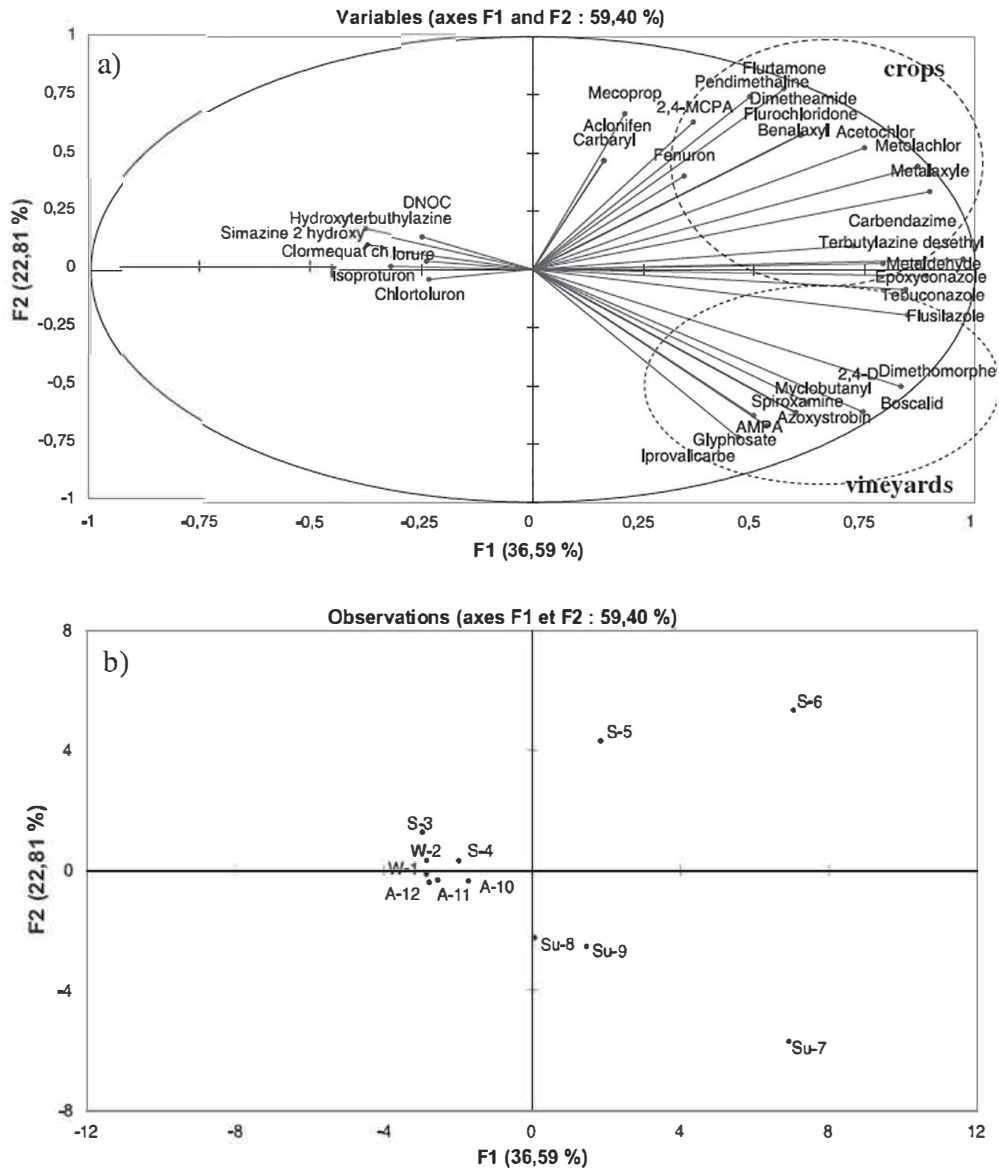 Variables (axes F1 and F2 : 59,40 %)
a)
crops
Flurtamone
Pendimethaline
Mecoprop
2,4-MCPA
Dimetheamide
Aclonifen
Flurochloridone
Carbaryl
Benalaxyl
Acetochlor
Metolachlor
Fenuron
Metalaxyle
DNOC
Hydroxyterbuthylazine
Carbendazime
Simazine 2 hydroxy
Terbutylazine desethyl
Clormequat chlorure
Metaldehyde
Isoproturon
Epoxyconazole
Chlortoluron
Tebuconazole
Flusilazole
2,4-D
Dimethomorphe
Myclobutanyl
Spiroxamine
Boscalid
Azoxystrobin
AMPA
Glyphosate
Iprovalicarbe
vineyards
F2 (22,81 %)
1
0,75
0,5
0,25
0
-0,25
-0,5
-0,75
-1
-1
-0,75
-0,5
-0,25
0
0,25
0,5
0,75
1
F1 (36,59 %)
Observations (axes F1 et F2 : 59,40 %)
b)
S-6
S-5
S-3
W-2
S-4
W-1
A-12
A-11
A-10
Su-8
Su-9
Su-7
F2 (22,81 %)
8
4
0
-4
-8
-12
-8
-4
0
4
8
12
F1 (36,59 %)